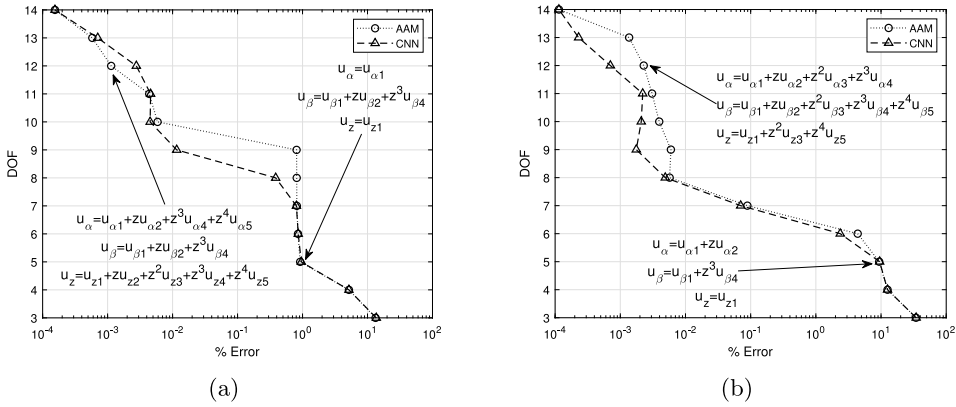 14
13
12
11
10
9
8
7
6
5
4
3
DOF
10^-4 10^-3 10^-2 10^-1 10^0 10^1 10^2
% Error
AAM
CNN
u_α=u_α1
u_β=u_β1+zu_β2+z^3u_β4
u_z=u_z1
u_α=u_α1+zu_α2+z^3u_α4+z^4u_α5
u_β=u_β1+zu_β2+z^3u_β4
u_z=u_z1+zu_z2+z^2u_z3+z^3u_z4+z^4u_z5
(a)
14
13
12
11
10
9
8
7
6
5
4
3
DOF
10^-4 10^-3 10^-2 10^-1 10^0 10^1 10^2
% Error
AAM
CNN
u_α=u_α1+zu_α2+z^2u_α3+z^3u_α4
u_β=u_β1+zu_β2+z^2u_β3+z^3u_β4+z^4u_β5
u_z=u_z1+z^2u_z3+z^4u_z5
u_α=u_α1+zu_α2
u_β=u_β1+z^3u_β4
u_z=u_z1
(b)